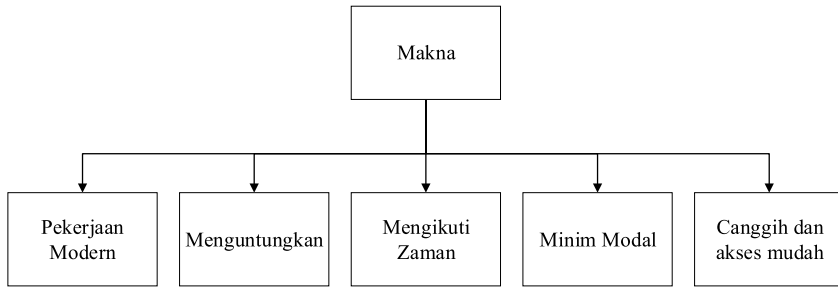 Makna
Pekerjaan
Modern
Menguntungkan
Mengikuti
Zaman
Minim Modal
Canggih dan
akses mudah